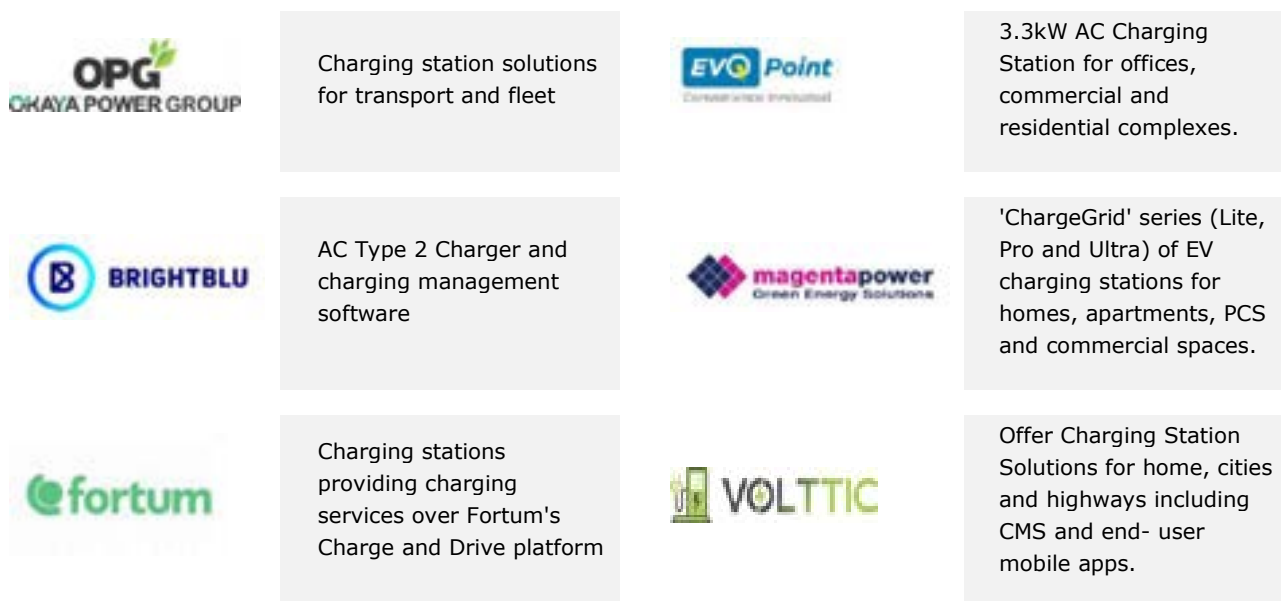 OPG
OKAYA POWER GROUP
Charging station solutions
for transport and fleet
EVQ Point
3.3kW AC Charging
Station for offices,
commercial and
residential complexes.
BRIGHTBLU
AC Type 2 Charger and
charging management
software
magentapower
Green Energy Solutions
'ChargeGrid' series (Lite,
Pro and Ultra) of EV
charging stations for
homes, apartments, PCS
and commercial spaces.
fortum
Charging stations
providing charging
services over Fortum's
Charge and Drive platform
VOLTTIC
Offer Charging Station
Solutions for home, cities
and highways including
CMS and end- user
mobile apps.